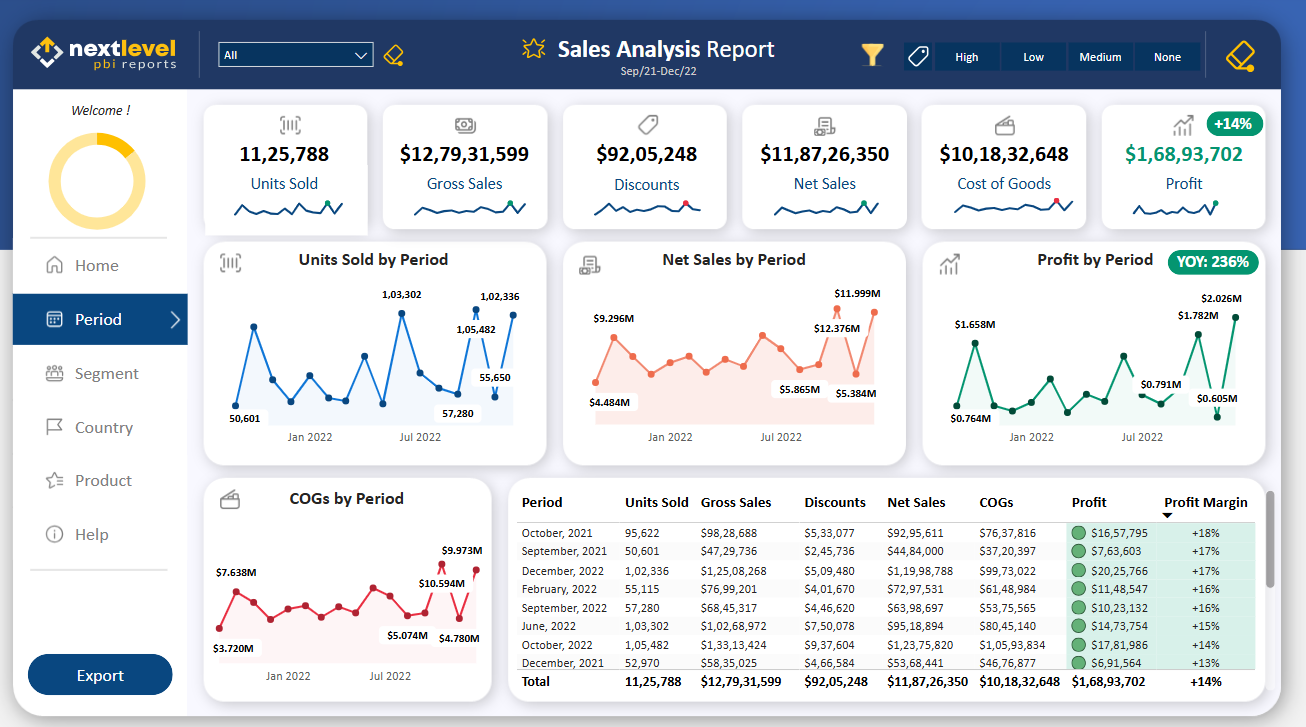 nextlevel
pbi reports
All
Sales Analysis Report
Sep/21-Dec/22
High Low Medium None
Welcome !
Home
Period
Segment
Country
Product
Help
Export
11,25,788
Units Sold
$12,79,31,599
Gross Sales
$92,05,248
Discounts
$11,87,26,350
Net Sales
$10,18,32,648
Cost of Goods
+14%
$1,68,93,702
Profit
Units Sold by Period
1,03,302
1,02,336
1,05,482
55,650
50,601
57,280
Jan 2022 Jul 2022
Net Sales by Period
$11.999M
$9.296M
$12.376M
$5.865M
$5.384M
$4.484M
Jan 2022 Jul 2022
Profit by Period
YOY: 236%
$2.026M
$1.782M
$1.658M
$0.791M
$0.605M
$0.764M
Jan 2022 Jul 2022
COGs by Period
$9.973M
$7.638M
$10.594M
$5.074M
$4.780M
$3.720M
Jan 2022 Jul 2022
Period Units Sold Gross Sales Discounts Net Sales COGs Profit Profit Margin
October, 2021 95,622 $98,28,688 $5,33,077 $92,95,611 $76,37,816 $16,57,795 +18%
September, 2021 50,601 $47,29,736 $2,45,736 $44,84,000 $37,20,397 $7,63,603 +17%
December, 2022 1,02,336 $1,25,08,268 $5,09,480 $1,19,98,788 $99,73,022 $20,25,766 +17%
February, 2022 55,115 $76,99,201 $4,01,670 $72,97,531 $61,48,984 $11,48,547 +16%
September, 2022 57,280 $68,45,317 $4,46,620 $63,98,697 $53,75,565 $10,23,132 +16%
June, 2022 1,03,302 $1,02,68,972 $7,50,078 $95,18,894 $80,45,140 $14,73,754 +15%
October, 2022 1,05,482 $1,33,13,424 $9,37,604 $1,23,75,820 $1,05,93,834 $17,81,986 +14%
December, 2021 52,970 $58,35,025 $4,66,584 $53,68,441 $46,76,877 $6,91,564 +13%
Total 11,25,788 $12,79,31,599 $92,05,248 $11,87,26,350 $10,18,32,648 $1,68,93,702 +14%